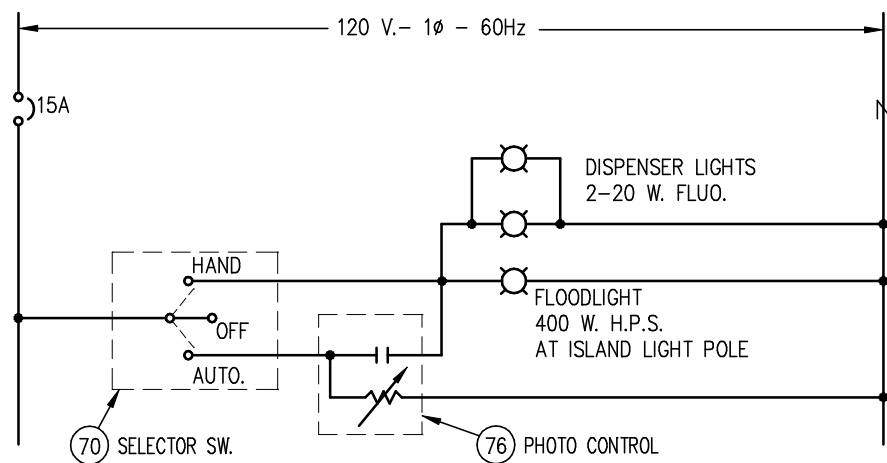 120 V.- 1ø - 60Hz
15A
N
DISPENSER LIGHTS
2-20 W. FLUO.
HAND
OFF
AUTO.
FLOODLIGHT
400 W. H.P.S.
AT ISLAND LIGHT POLE
70 SELECTOR SW.
76 PHOTO CONTROL